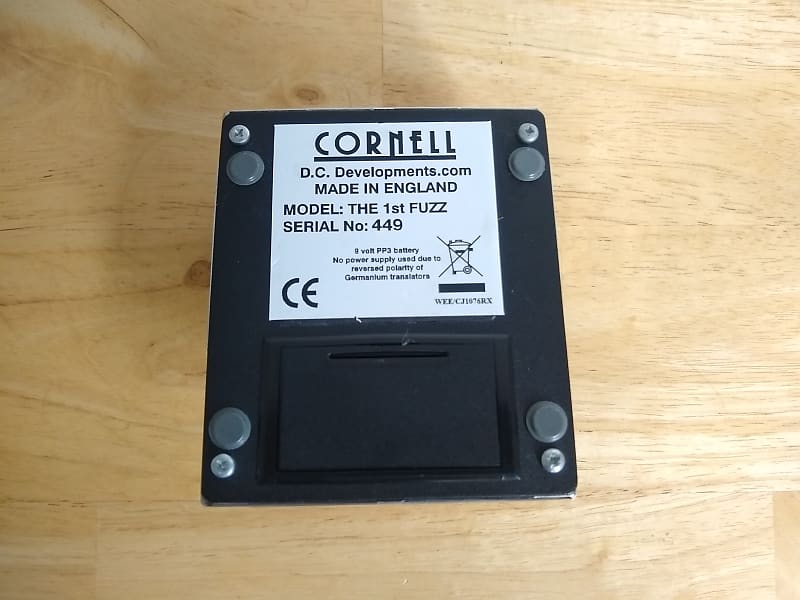 CORNELL
D.C. Developments.com
MADE IN ENGLAND
MODEL: THE 1st FUZZ
SERIAL No: 449
9 volt PP3 battery
No power supply used due to
reversed polarity of
Germanium transistors
CE
WEE/CJ1076RX